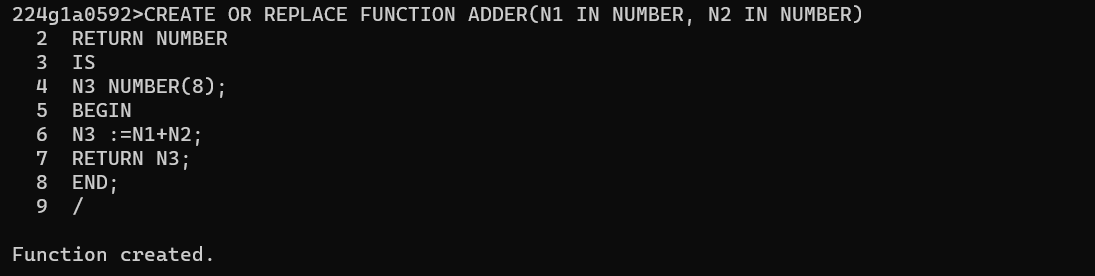 224g1a0592>CREATE OR REPLACE FUNCTION ADDER(N1 IN NUMBER, N2 IN NUMBER)
  2  RETURN NUMBER
  3  IS
  4  N3 NUMBER(8);
  5  BEGIN
  6  N3 :=N1+N2;
  7  RETURN N3;
  8  END;
  9  /

Function created.